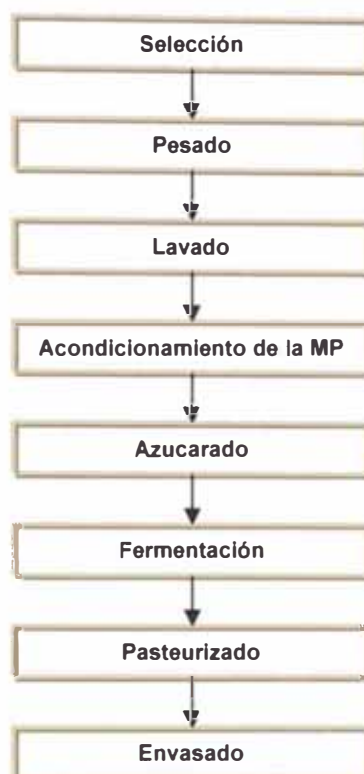 Selección
Pesado
Lavado
Acondicionamiento de la MP
Azucarado
Fermentación
Pasteurizado
Envasado